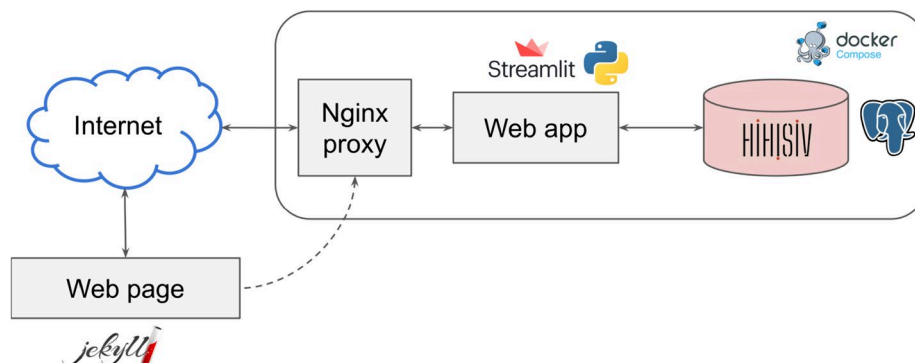 docker
Compose
Streamlit
Internet
Nginx
proxy
Web app
HIHISIV
Web page
jekyll